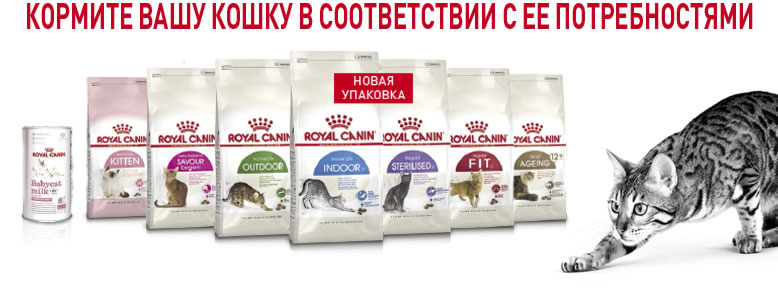 КОРМИТЕ ВАШУ КОШКУ В СООТВЕТСТВИИ С ЕЕ ПОТРЕБНОСТЯМИ
НОВАЯ
УПАКОВКА
ROYAL CANIN
Babycat
milk
ROYAL CANIN
KITTEN
ROYAL CANIN
SAVOUR
ROYAL CANIN
OUTDOOR
ROYAL CANIN
INDOOR
ROYAL CANIN
STERILISED
ROYAL CANIN
FIT
ROYAL CANIN
AGEING
12+